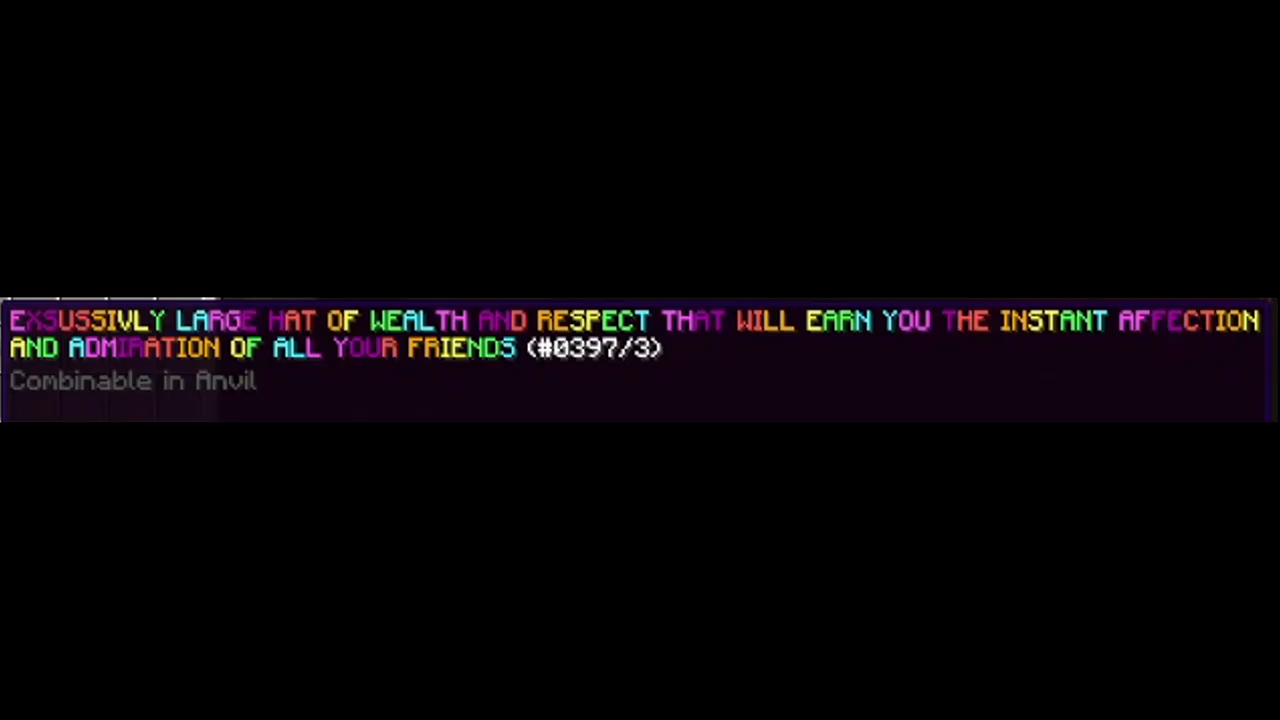 EXSUSSIVLY LARGE HAT OF WEALTH AND RESPECT THAT WILL EARN YOU THE INSTANT AFFECTION
AND ADMIRATION OF ALL YOUR FRIENDS (#0397/3)
Combinable in Anvil